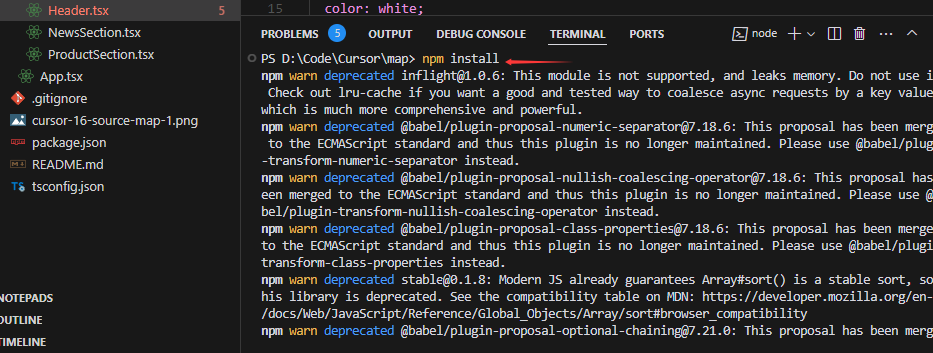 Header.tsx 5
NewsSection.tsx
ProductSection.tsx
App.tsx
.gitignore
cursor-16-source-map-1.png
package.json
README.md
TS tsconfig.json
NOTEPADS
OUTLINE
TIMELINE
15 color: white;
PROBLEMS 5 OUTPUT DEBUG CONSOLE TERMINAL PORTS node
PS D:\Code\Cursor\map> npm install
npm warn deprecated inflight@1.0.6: This module is not supported, and leaks memory. Do not use i
Check out lru-cache if you want a good and tested way to coalesce async requests by a key value
which is much more comprehensive and powerful.
npm warn deprecated @babel/plugin-proposal-numeric-separator@7.18.6: This proposal has been merg
to the ECMAScript standard and thus this plugin is no longer maintained. Please use @babel/plug
-transform-numeric-separator instead.
npm warn deprecated @babel/plugin-proposal-nullish-coalescing-operator@7.18.6: This proposal has
een merged to the ECMAScript standard and thus this plugin is no longer maintained. Please use @
bel/plugin-transform-nullish-coalescing-operator instead.
npm warn deprecated @babel/plugin-proposal-class-properties@7.18.6: This proposal has been merge
to the ECMAScript standard and thus this plugin is no longer maintained. Please use @babel/plugi
transform-class-properties instead.
npm warn deprecated stable@0.1.8: Modern JS already guarantees Array#sort() is a stable sort, so
his library is deprecated. See the compatibility table on MDN: https://developer.mozilla.org/en-
/docs/Web/JavaScript/Reference/Global_Objects/Array/sort#browser_compatibility
npm warn deprecated @babel/plugin-proposal-optional-chaining@7.21.0: This proposal has been merg